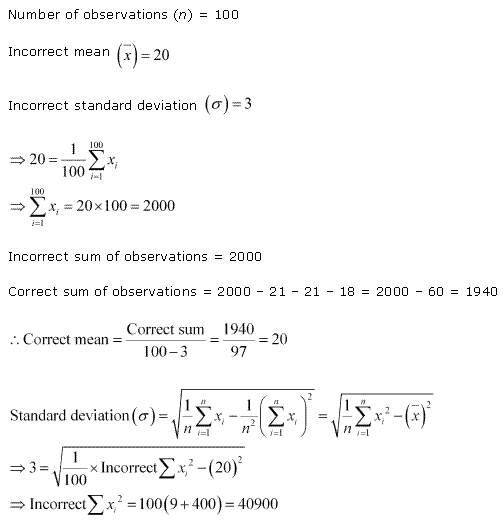 Number of observations (n) = 100
Incorrect mean (x̄) = 20
Incorrect standard deviation (σ) = 3
⇒ 20 = 1/100 ∑_{i=1}^{100} x_i
⇒ ∑_{i=1}^{100} x_i = 20×100 = 2000
Incorrect sum of observations = 2000
Correct sum of observations = 2000 – 21 – 21 – 18 = 2000 – 60 = 1940
∴ Correct mean = Correct sum/(100−3) = 1940/97 = 20
Standard deviation (σ) = √(1/n ∑_{i=1}^{n} x_i² − 1/n² (∑_{i=1}^{n} x_i)²) = √(1/n ∑_{i=1}^{n} x_i² − (x̄)²)
⇒ 3 = √(1/100 × Incorrect ∑ x_i² − (20)²)
⇒ Incorrect ∑ x_i² = 100(9+400) = 40900